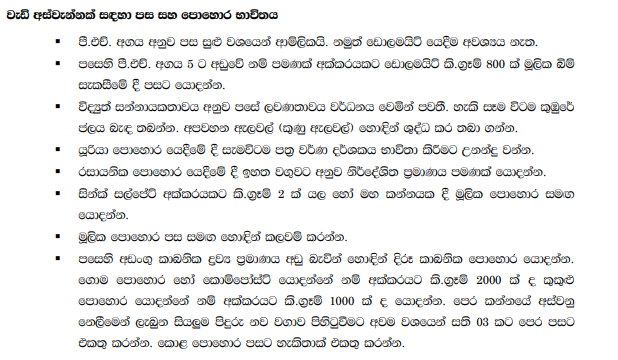 වැඩි අස්වැන්නක් සඳහා පස සහ පොහොර භාවිතය
▪ පී.එච්. අගය අනුව පස සුළු වශයෙන් ආම්ලිකයි. නමුත් ඩොලමයිට් යෙදීම අවශ්‍යය නැත.
▪ පසෙහි පී.එච්. අගය 5 ට අඩුවේ නම් පමණක් අක්කරයකට ඩොලමයිට් කි.ග්‍රෑම් 800 ක් මූලික බිම්
සැකසීමේ දී පසට යොදන්න.
▪ විද්‍යුත් සන්නායකතාවය අනුව පසේ ලවණතාවය වර්ධනය වෙමින් පවතී. හැකි සෑම විටම කුඹුරේ
ජලය බැඳ තබන්න. අපවහන ඇලවල් (කුණු ඇලවල්) හොඳින් ශුද්ධ කර තබා ගන්න.
▪ යූරියා පොහොර යෙදීමේ දී සැමවිටම පත්‍ර වර්ණ දර්ශකය භාවිතා කිරීමට උනන්දු වන්න.
▪ රසායනික පොහොර යෙදීමේ දී ඉහත වගුවට අනුව නිර්දේශිත ප්‍රමාණය පමණක් යොදන්න.
▪ සින්ක් සල්පේට් අක්කරයකට කි.ග්‍රෑම් 2 ක් යල හෝ මහ කන්නයක දී මූලික පොහොර සමඟ
යොදන්න.
▪ මූලික පොහොර පස සමඟ හොඳින් කලවම් කරන්න.
▪ පසෙහි අඩංගු කාබනික ද්‍රව්‍ය ප්‍රමාණය අඩු බැවින් හොඳින් දිරූ කාබනික පොහොර යොදන්න.
ගොම පොහොර හෝ කොම්පෝස්ට් යොදන්නේ නම් අක්කරයට කි.ග්‍රෑම් 2000 ක් ද කුකුළු
පොහොර යොදන්නේ නම් අක්කරයට කි.ග්‍රෑම් 1000 ක් ද යොදන්න. පෙර කන්නයේ අස්වනු
නෙලීමෙන් ලැබුන සියලුම පිදුරු නව වගාව පිහිටුවීමට අවම වශයෙන් සති 03 කට පෙර පසට
එකතු කරන්න. කොළ පොහොර පසට හැකිතාක් එකතු කරන්න.